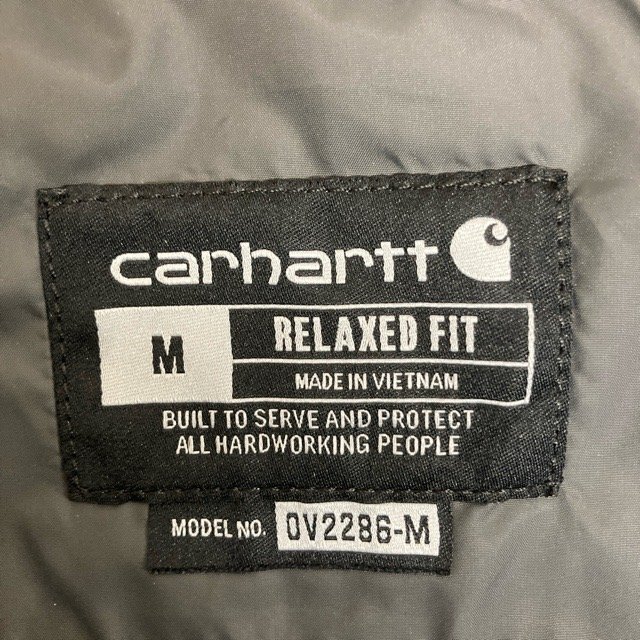 carhartt
M
RELAXED FIT
MADE IN VIETNAM
BUILT TO SERVE AND PROTECT
ALL HARDWORKING PEOPLE
MODEL NO. OV2286-M